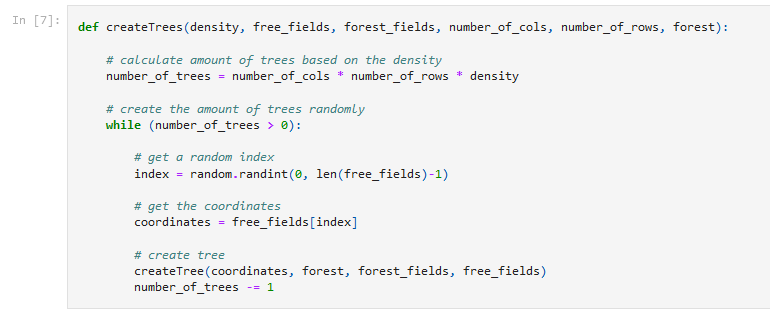 In [7]:
def createTrees(density, free_fields, forest_fields, number_of_cols, number_of_rows, forest):
# calculate amount of trees based on the density
number_of_trees = number_of_cols * number_of_rows * density
# create the amount of trees randomly
while (number_of_trees > 0):
# get a random index
index = random.randint(0, len(free_fields)-1)
# get the coordinates
coordinates = free_fields[index]
# create tree
createTree(coordinates, forest, forest_fields, free_fields)
number_of_trees -= 1